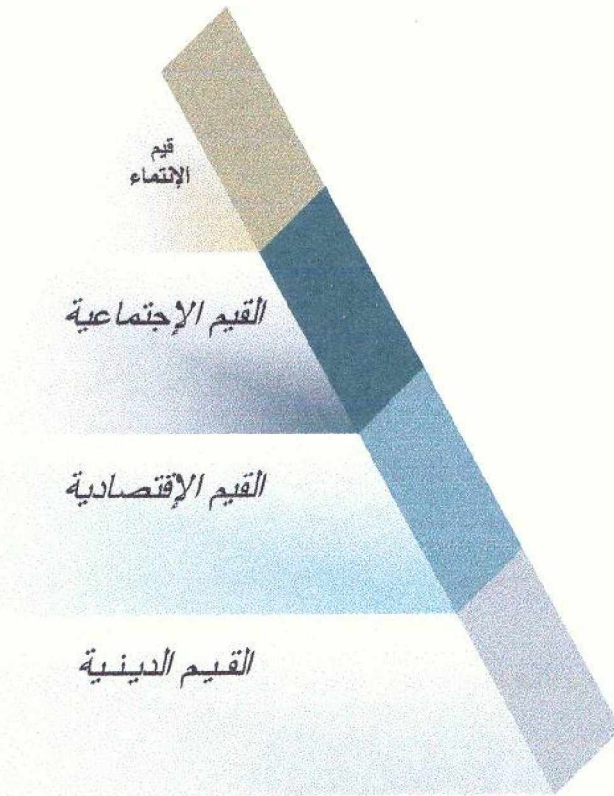 قيم
الإنتماء
القيم الإجتماعية
القيم الإقتصادية
القيم الدينية